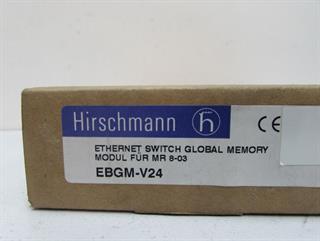 Hirschmann h CE
ETHERNET SWITCH GLOBAL MEMORY
MODUL FÜR MR 8-03
EBGM-V24